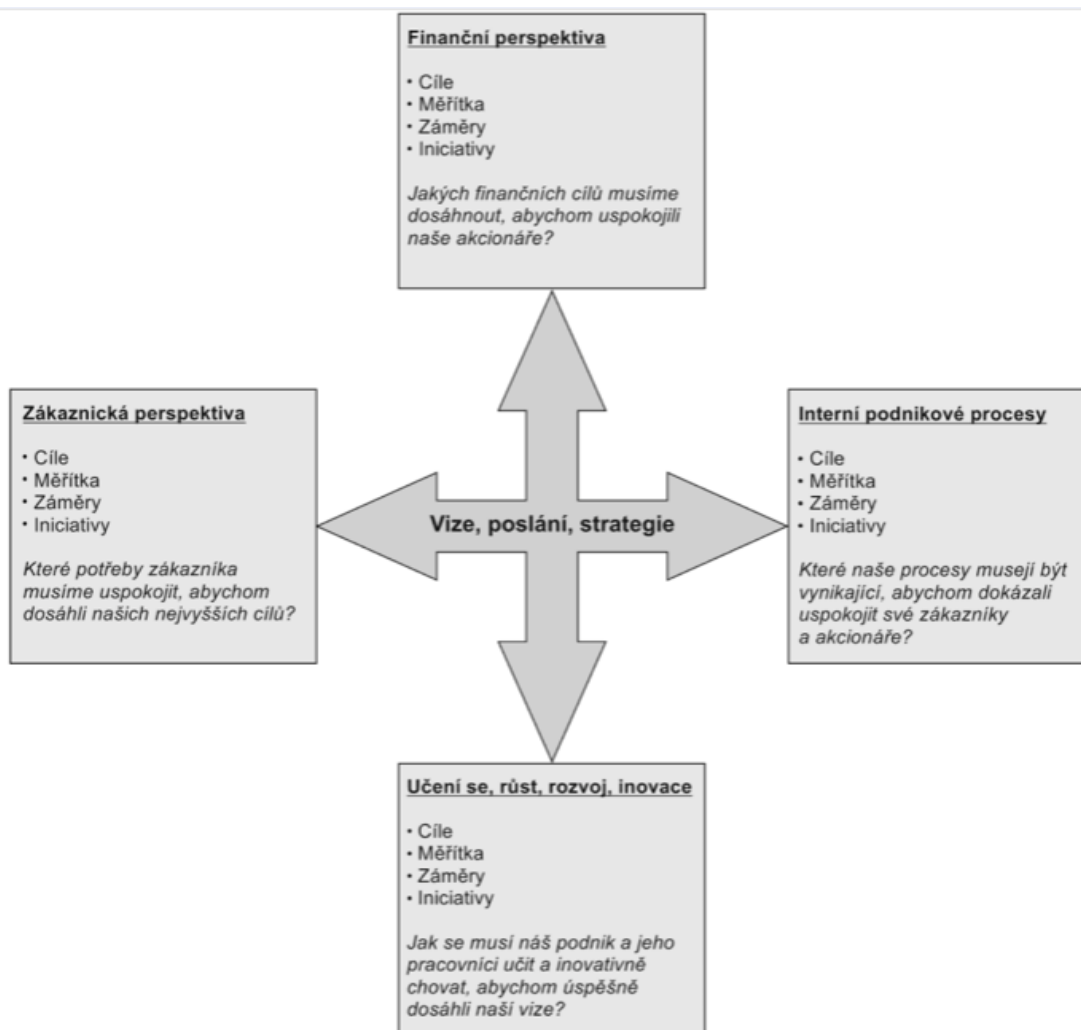 Finanční perspektiva
• Cíle
• Měřítka
• Záměry
• Iniciativy
Jakých finančních cílů musíme
dosáhnout, abychom uspokojili
naše akcionáře?
Zákaznická perspektiva
• Cíle
• Měřítka
• Záměry
• Iniciativy
Které potřeby zákazníka
musíme uspokojit, abychom
dosáhli našich nejvyšších cílů?
Vize, poslání, strategie
Interní podnikové procesy
• Cíle
• Měřítka
• Záměry
• Iniciativy
Které naše procesy musejí být
vynikající, abychom dokázali
uspokojit své zákazníky
a akcionáře?
Učení se, růst, rozvoj, inovace
• Cíle
• Měřítka
• Záměry
• Iniciativy
Jak se musí náš podnik a jeho
pracovníci učit a inovativně
chovat, abychom úspěšně
dosáhli naší vize?